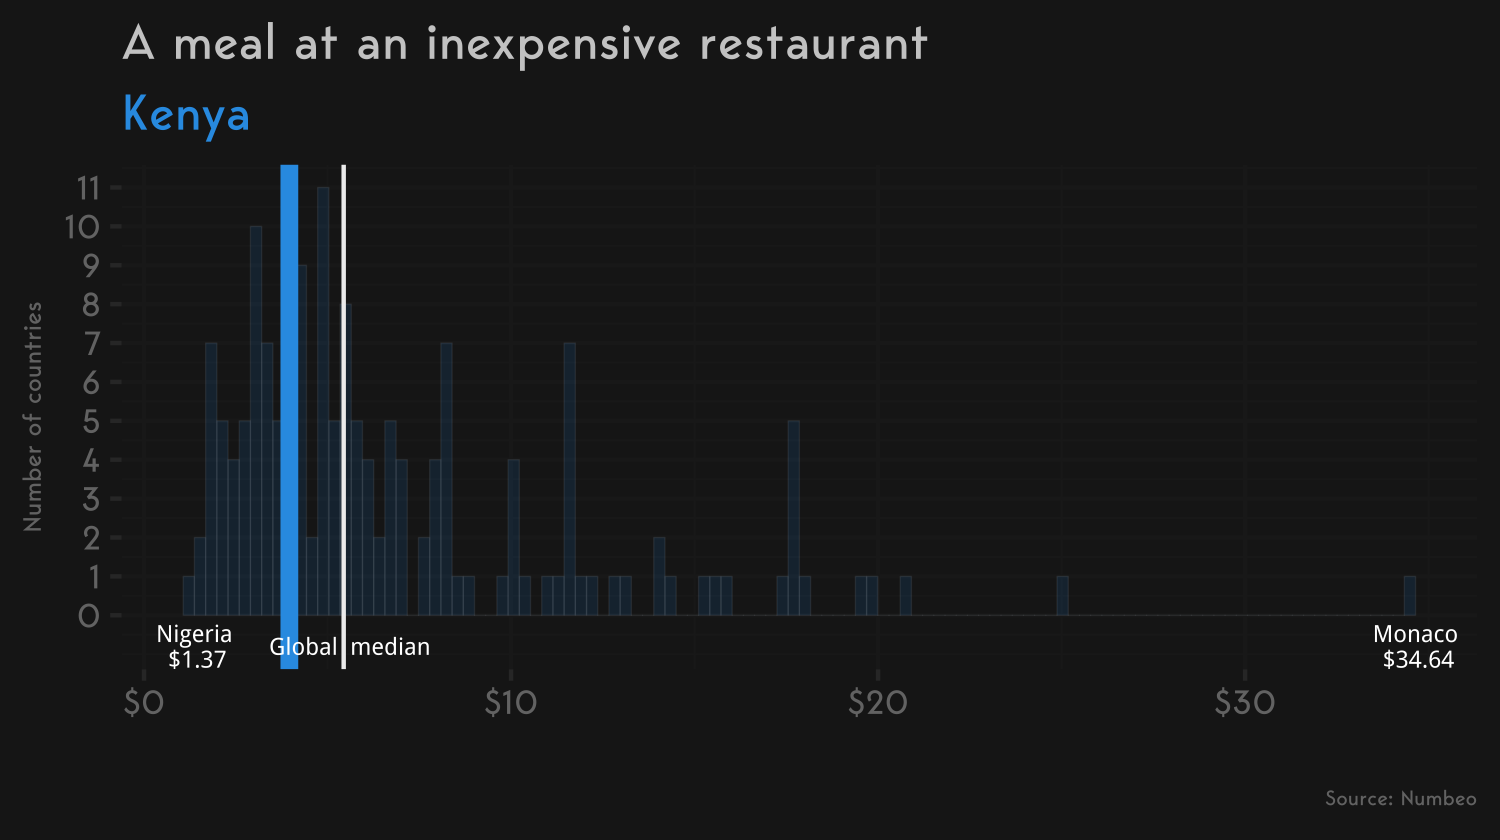 A meal at an inexpensive restaurant
Kenya
Number of countries
11
10
9
8
7
6
5
4
3
2
1
0
Nigeria
$1.37
Global median
Monaco
$34.64
$0 $10 $20 $30
Source: Numbeo